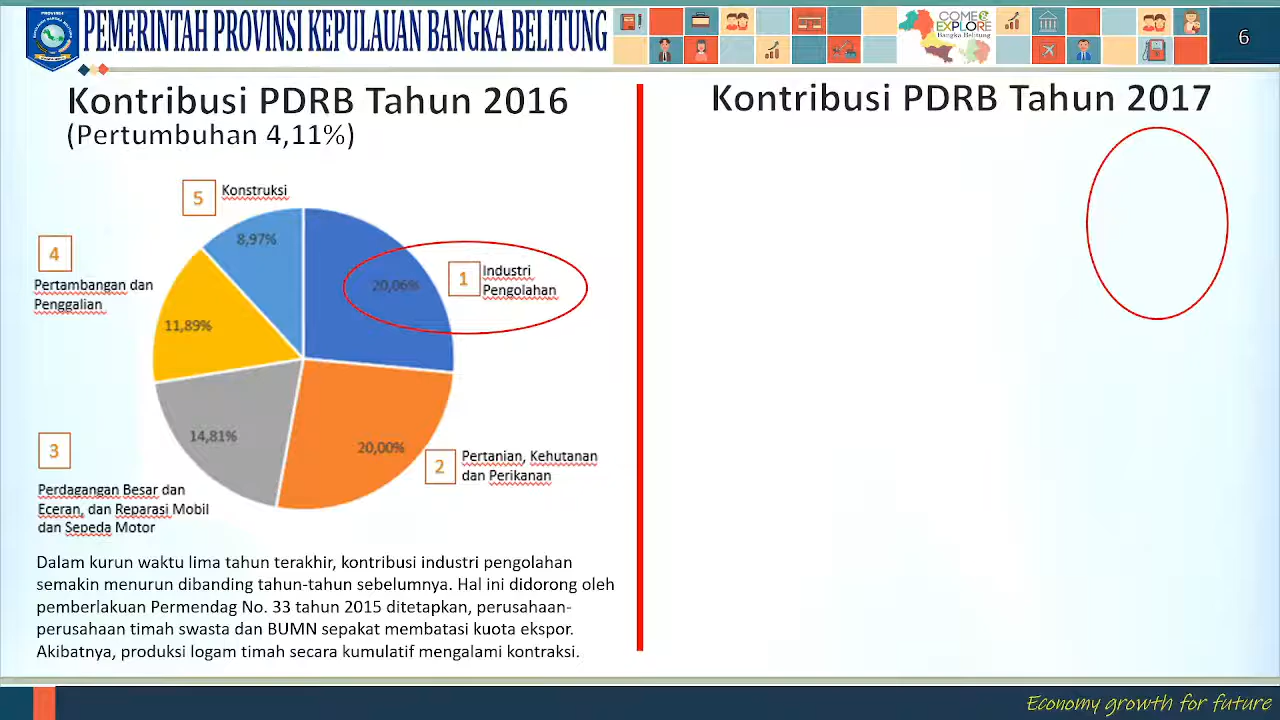 PEMERINTAH PROVINSI KEPULAUAN BANGKA BELITUNG
COME
EXPLORE
Bangka Belitung
6
Kontribusi PDRB Tahun 2016
(Pertumbuhan 4,11%)
5
Konstruksi
8,97%
4
Pertambangan dan
Penggalian
11,89%
20,06%
1
Industri
Pengolahan
3
Perdagangan Besar dan
Eceran, dan Reparasi Mobil
dan Sepeda Motor
14,81%
20,00%
2
Pertanian, Kehutanan
dan Perikanan
Dalam kurun waktu lima tahun terakhir, kontribusi industri pengolahan
semakin menurun dibanding tahun-tahun sebelumnya. Hal ini didorong oleh
pemberlakuan Permendag No. 33 tahun 2015 ditetapkan, perusahaan-
perusahaan timah swasta dan BUMN sepakat membatasi kuota ekspor.
Akibatnya, produksi logam timah secara kumulatif mengalami kontraksi.
Kontribusi PDRB Tahun 2017
Economy growth for future